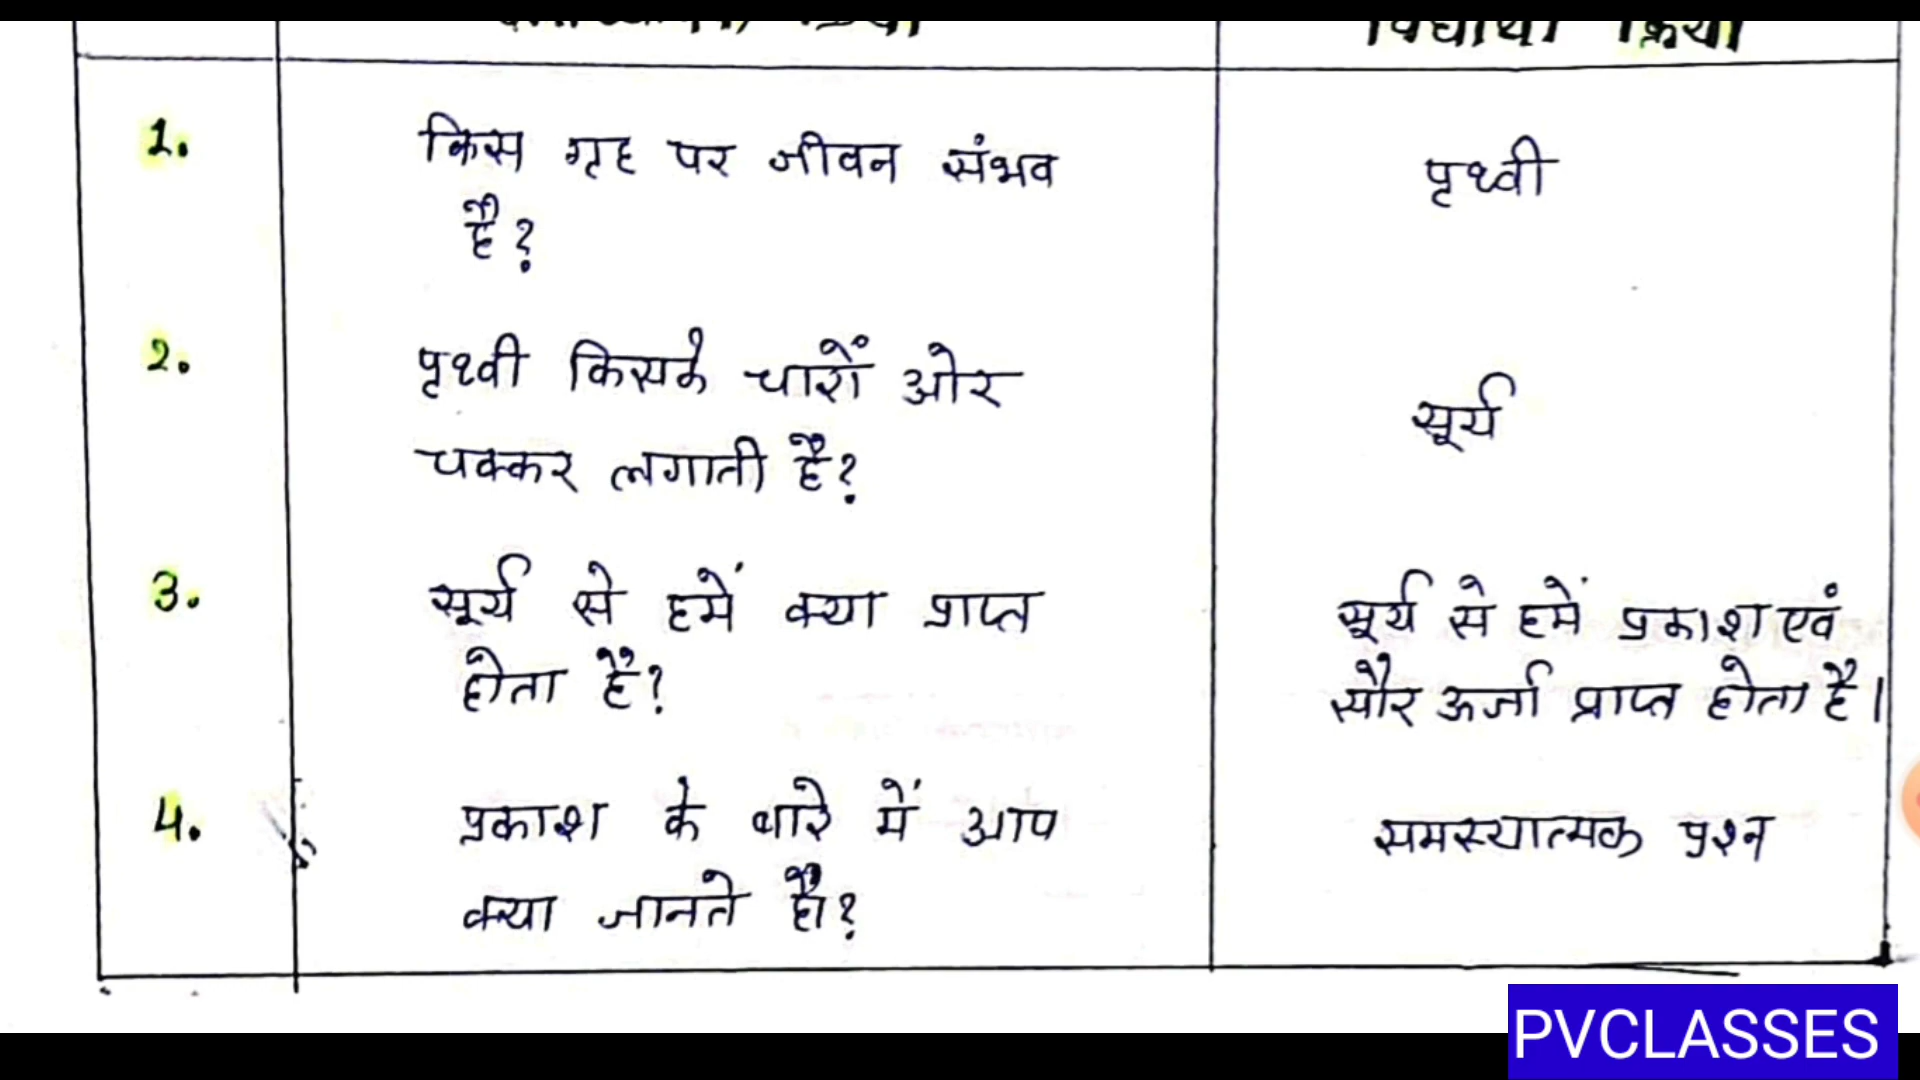 विद्यार्थी क्रिया
1. किस गृह पर जीवन संभव
है?
पृथ्वी
2. पृथ्वी किसके चारों ओर
चक्कर लगाती है?
सूर्य
3. सूर्य से हमें क्या प्राप्त
होता है?
सूर्य से हमें प्रकाश एवं
सौर ऊर्जा प्राप्त होता है।
4. प्रकाश के बारे में आप
क्या जानते हो?
समस्यात्मक प्रश्न
PVCLASSES